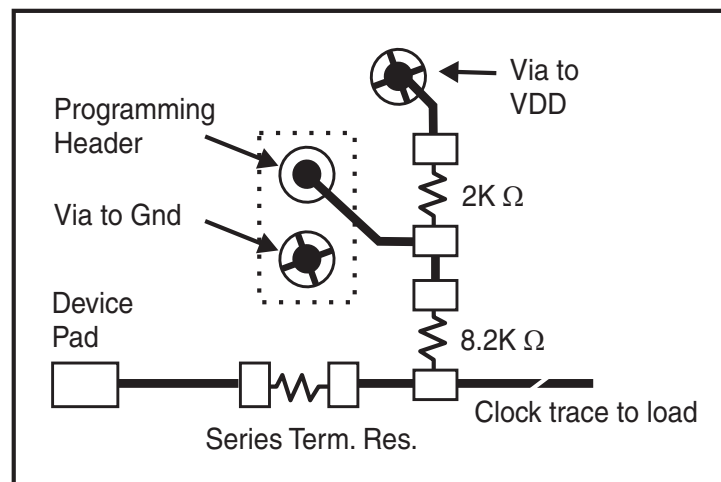 Via to
VDD
Programming
Header
2K Ω
Via to Gnd
Device
Pad
8.2K Ω
Clock trace to load
Series Term. Res.